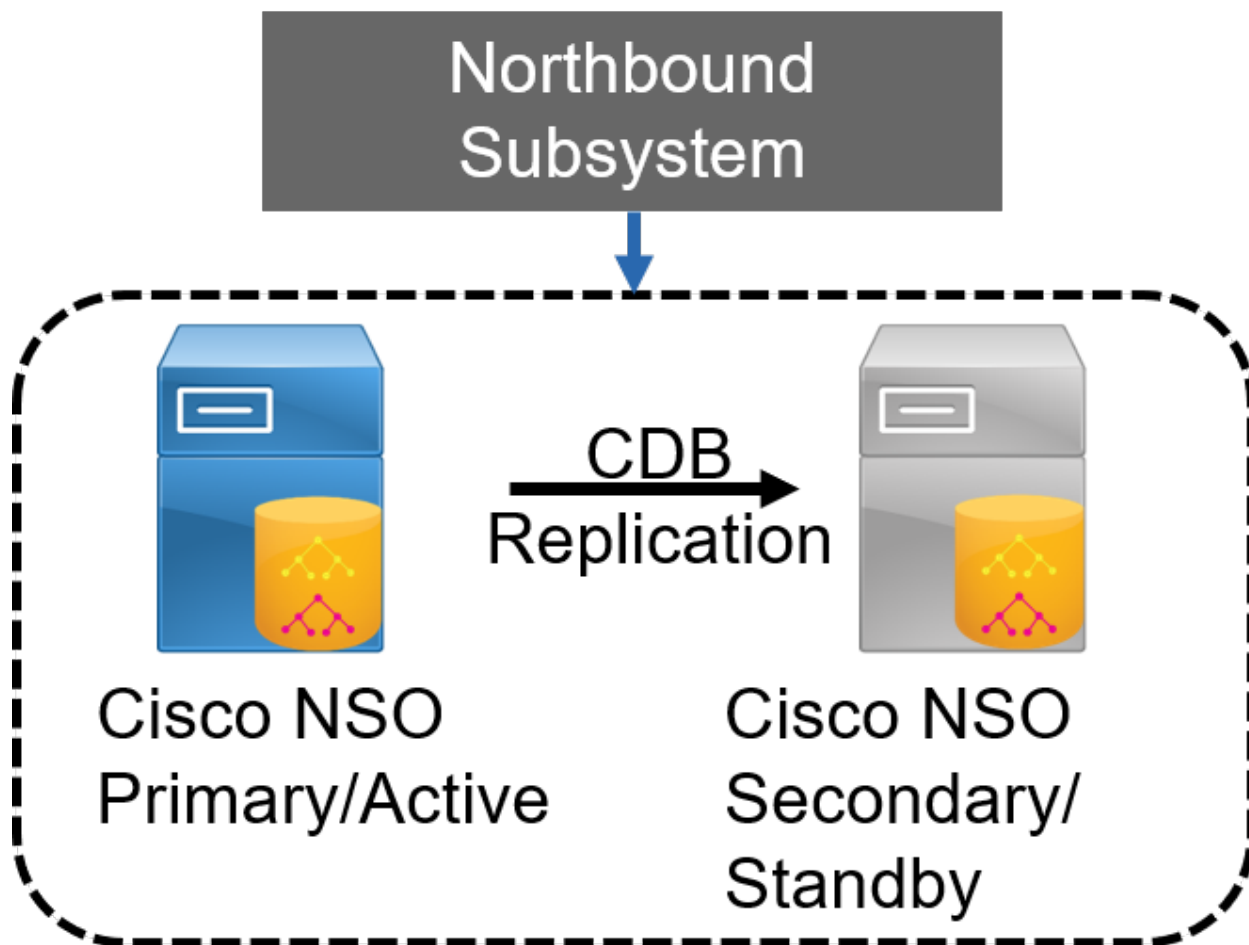 Northbound
Subsystem
CDB
Replication
Cisco NSO
Primary/Active
Cisco NSO
Secondary/
Standby